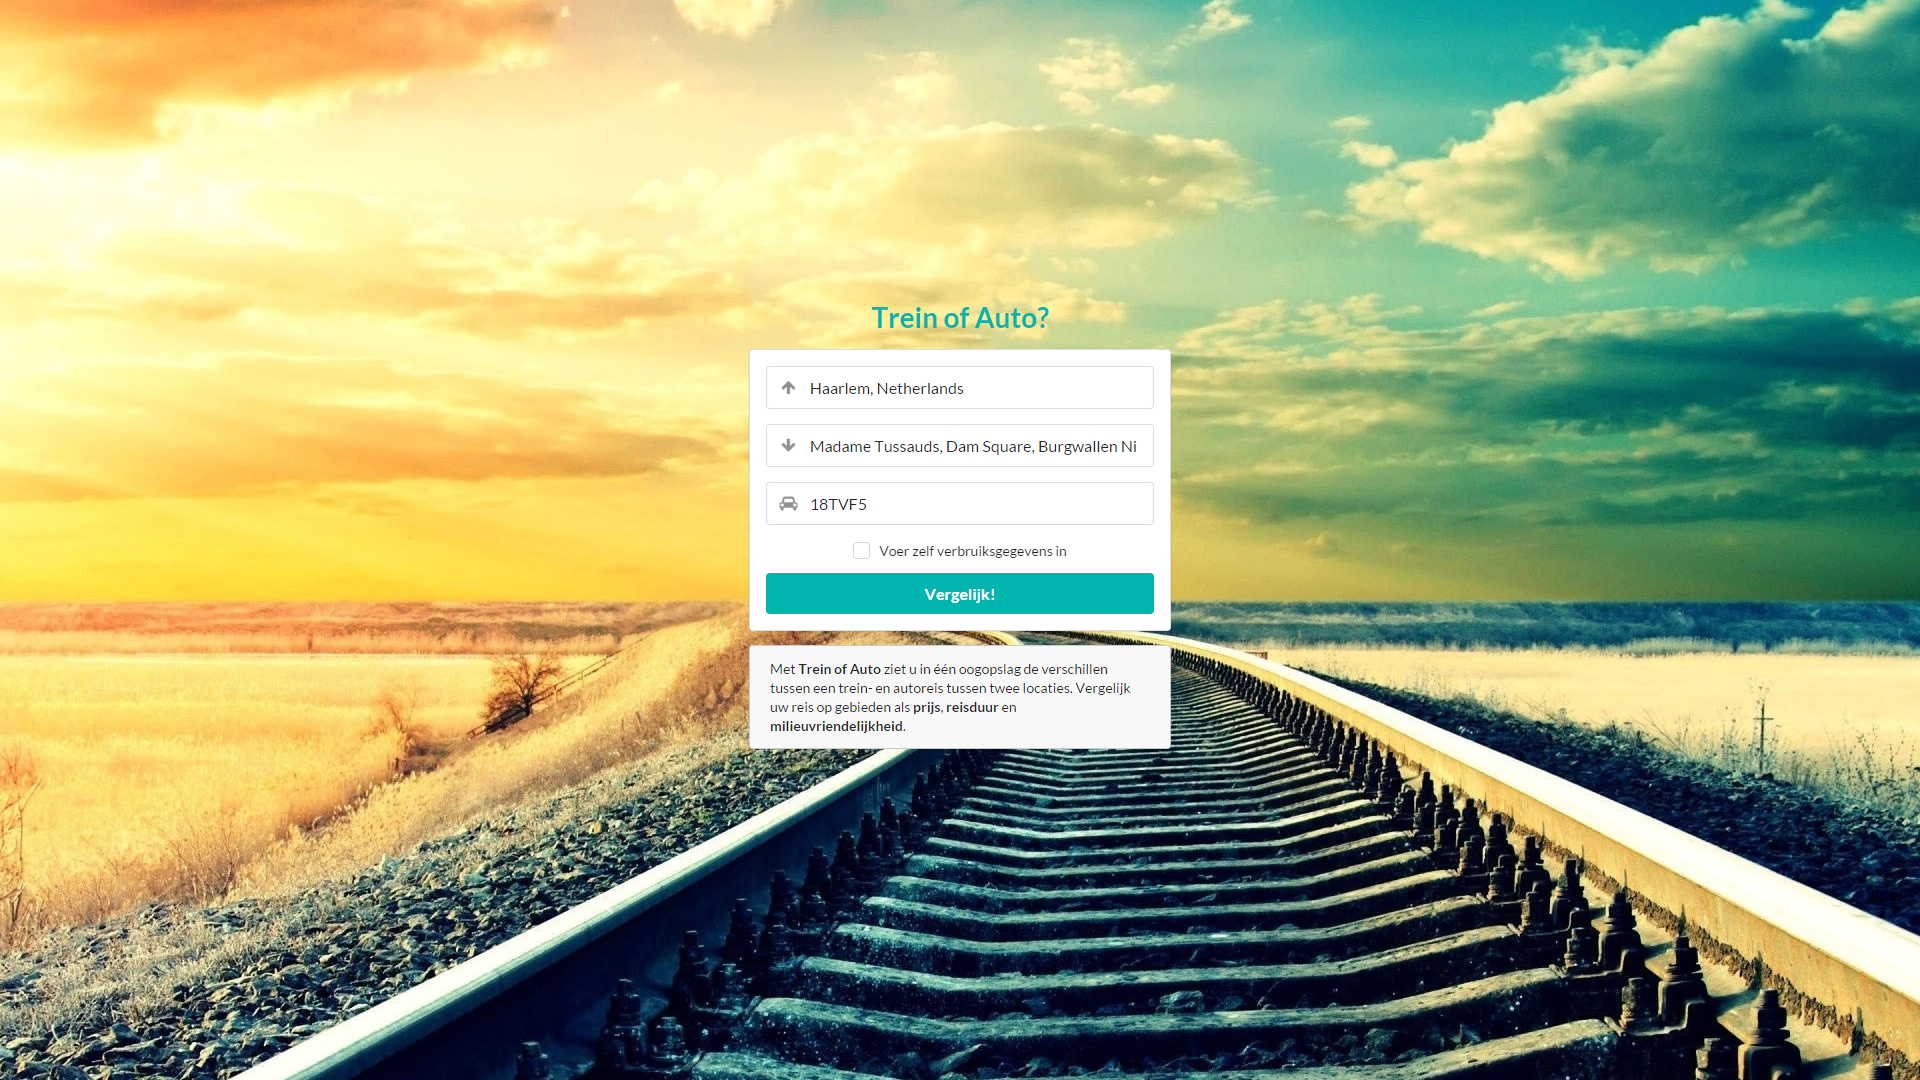 Trein of Auto?
Haarlem, Netherlands
Madame Tussauds, Dam Square, Burgwallen Ni
18TVF5
Voer zelf verbruiksgegevens in
Vergelijk!
Met Trein of Auto ziet u in één oogopslag de verschillen
tussen een trein- en autoreis tussen twee locaties. Vergelijk
uw reis op gebieden als prijs, reisduur en
milieuvriendelijkheid.